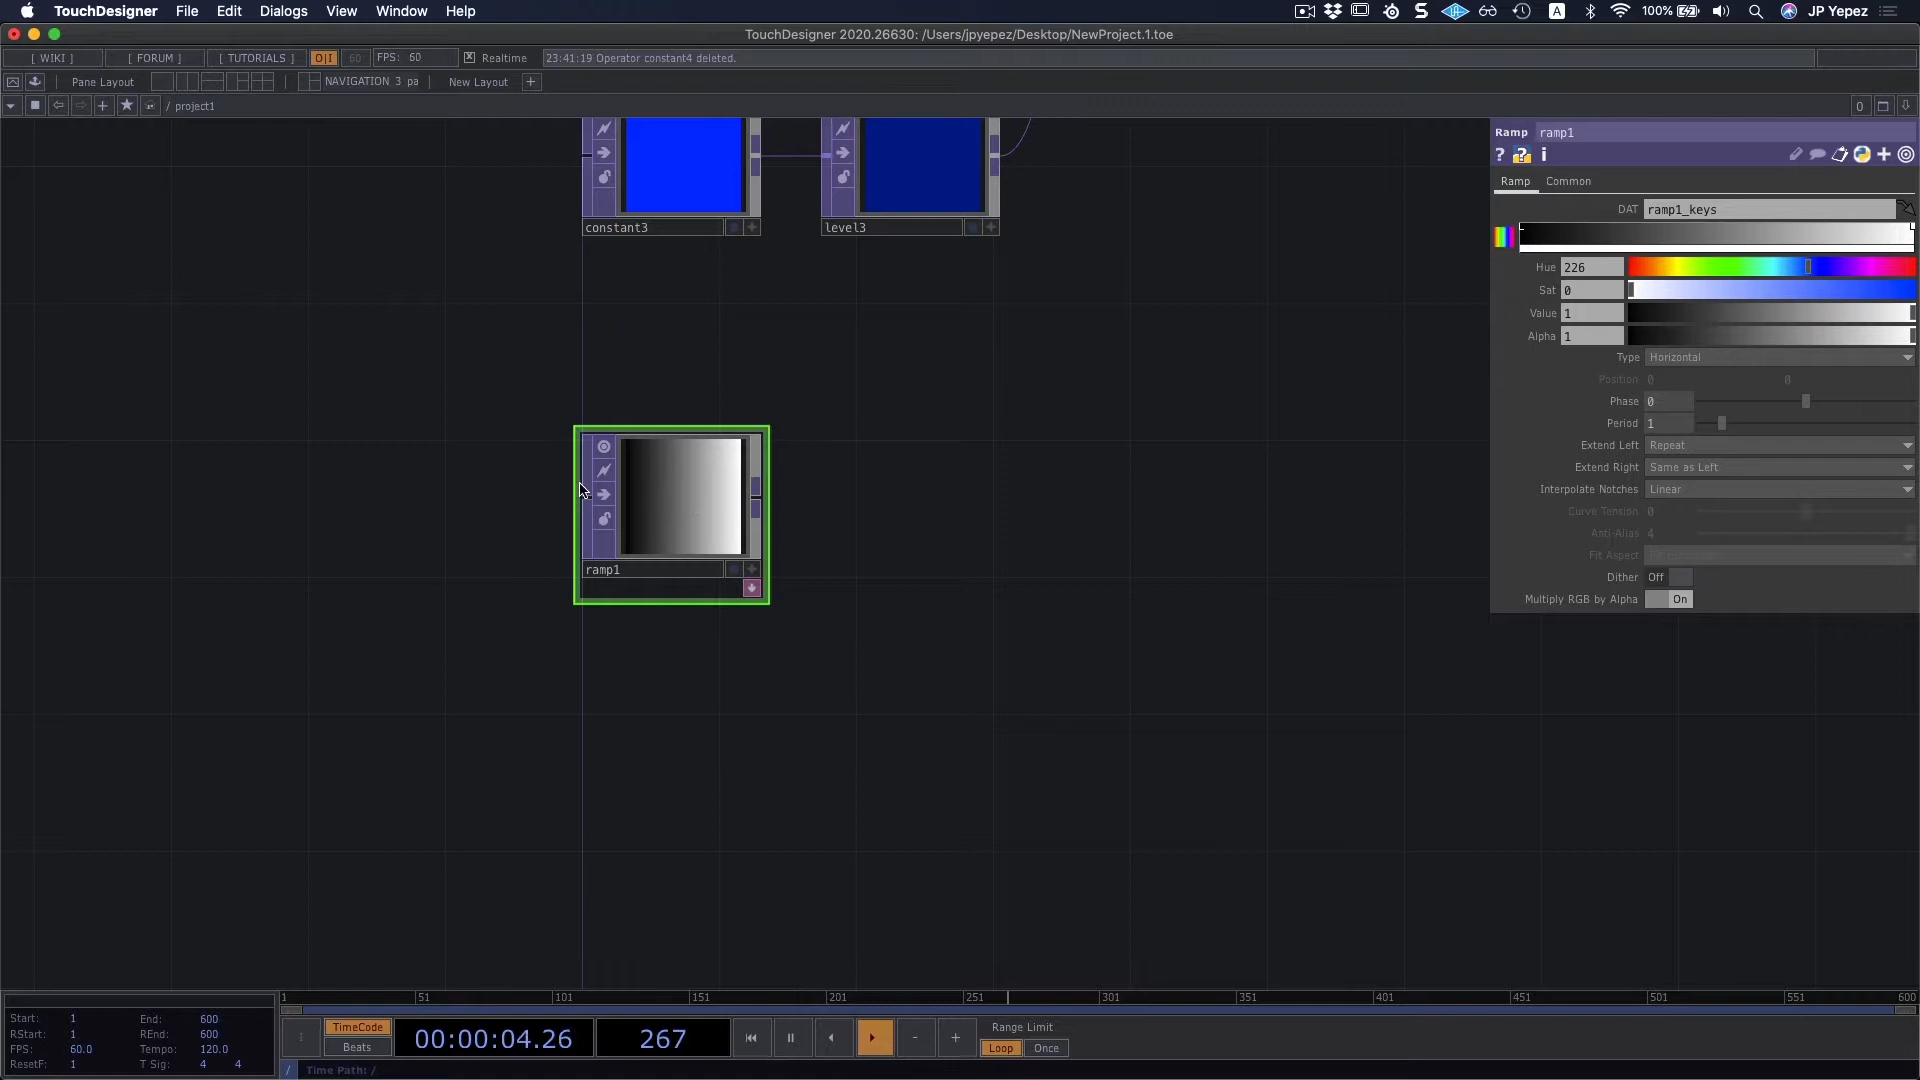 TouchDesigner File Edit Dialogs View Window Help 100% JP Yepez
TouchDesigner 2020.26630: /Users/jpyepez/Desktop/NewProject.1.toe
[ WIKI ] [ FORUM ] [ TUTORIALS ] O|I 60 FPS: 60 Realtime 23:41:19 Operator constant4 deleted.
Pane Layout NAVIGATION 3 pa New Layout +
/ project1 0
Ramp ramp1
? ? i
Ramp Common
DAT ramp1_keys
constant3 level3
Hue 226
Sat 0
Value 1
Alpha 1
Type Horizontal
Position 0 0
Phase 0
Period 1
Extend Left Repeat
Extend Right Same as Left
Interpolate Notches Linear
Curve Tension 0
Anti-Alias 4
Fit Aspect
ramp1
Dither Off
Multiply RGB by Alpha On
1 51 101 151 201 251 301 351 401 451 501 551 600
Start: 1 End: 600
RStart: 1 REnd: 600
FPS: 60.0 Tempo: 120.0
ResetF: 1 T Sig: 4 4
TimeCode
Beats
00:00:04.26 267
- +
Range Limit
Loop Once
/ Time Path: /